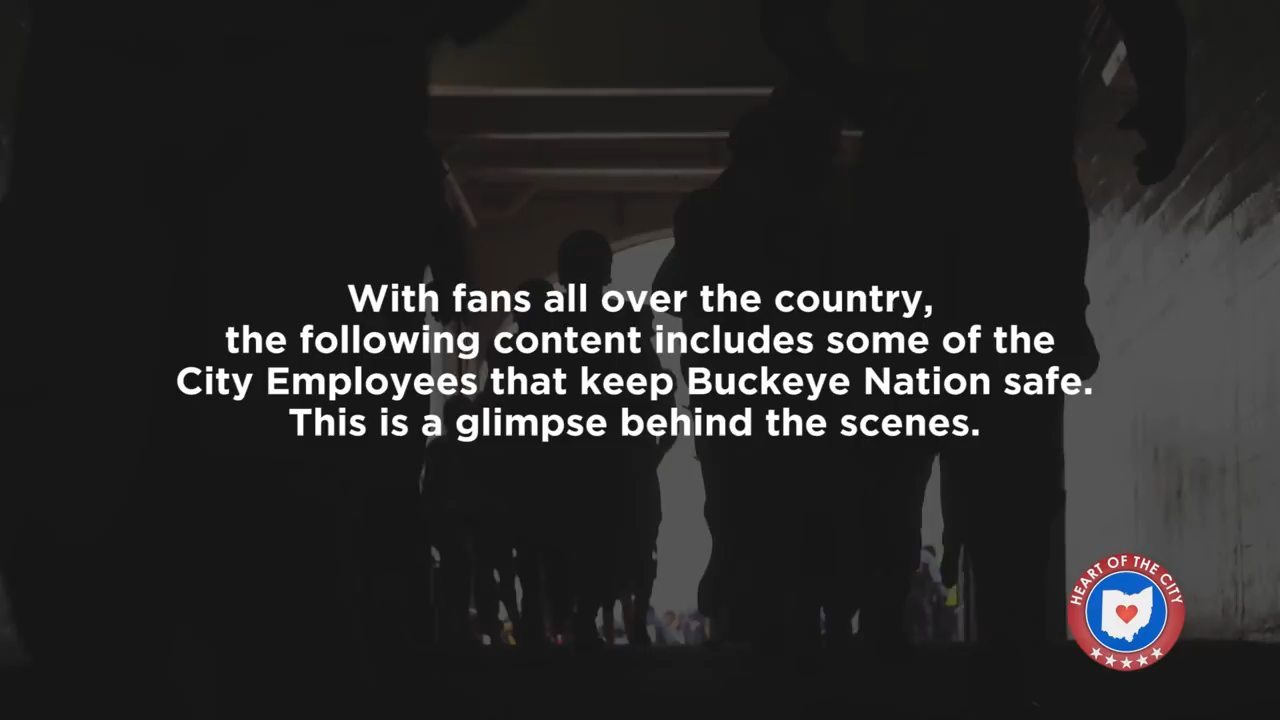 With fans all over the country,
the following content includes some of the
City Employees that keep Buckeye Nation safe.
This is a glimpse behind the scenes.
HEART OF THE CITY